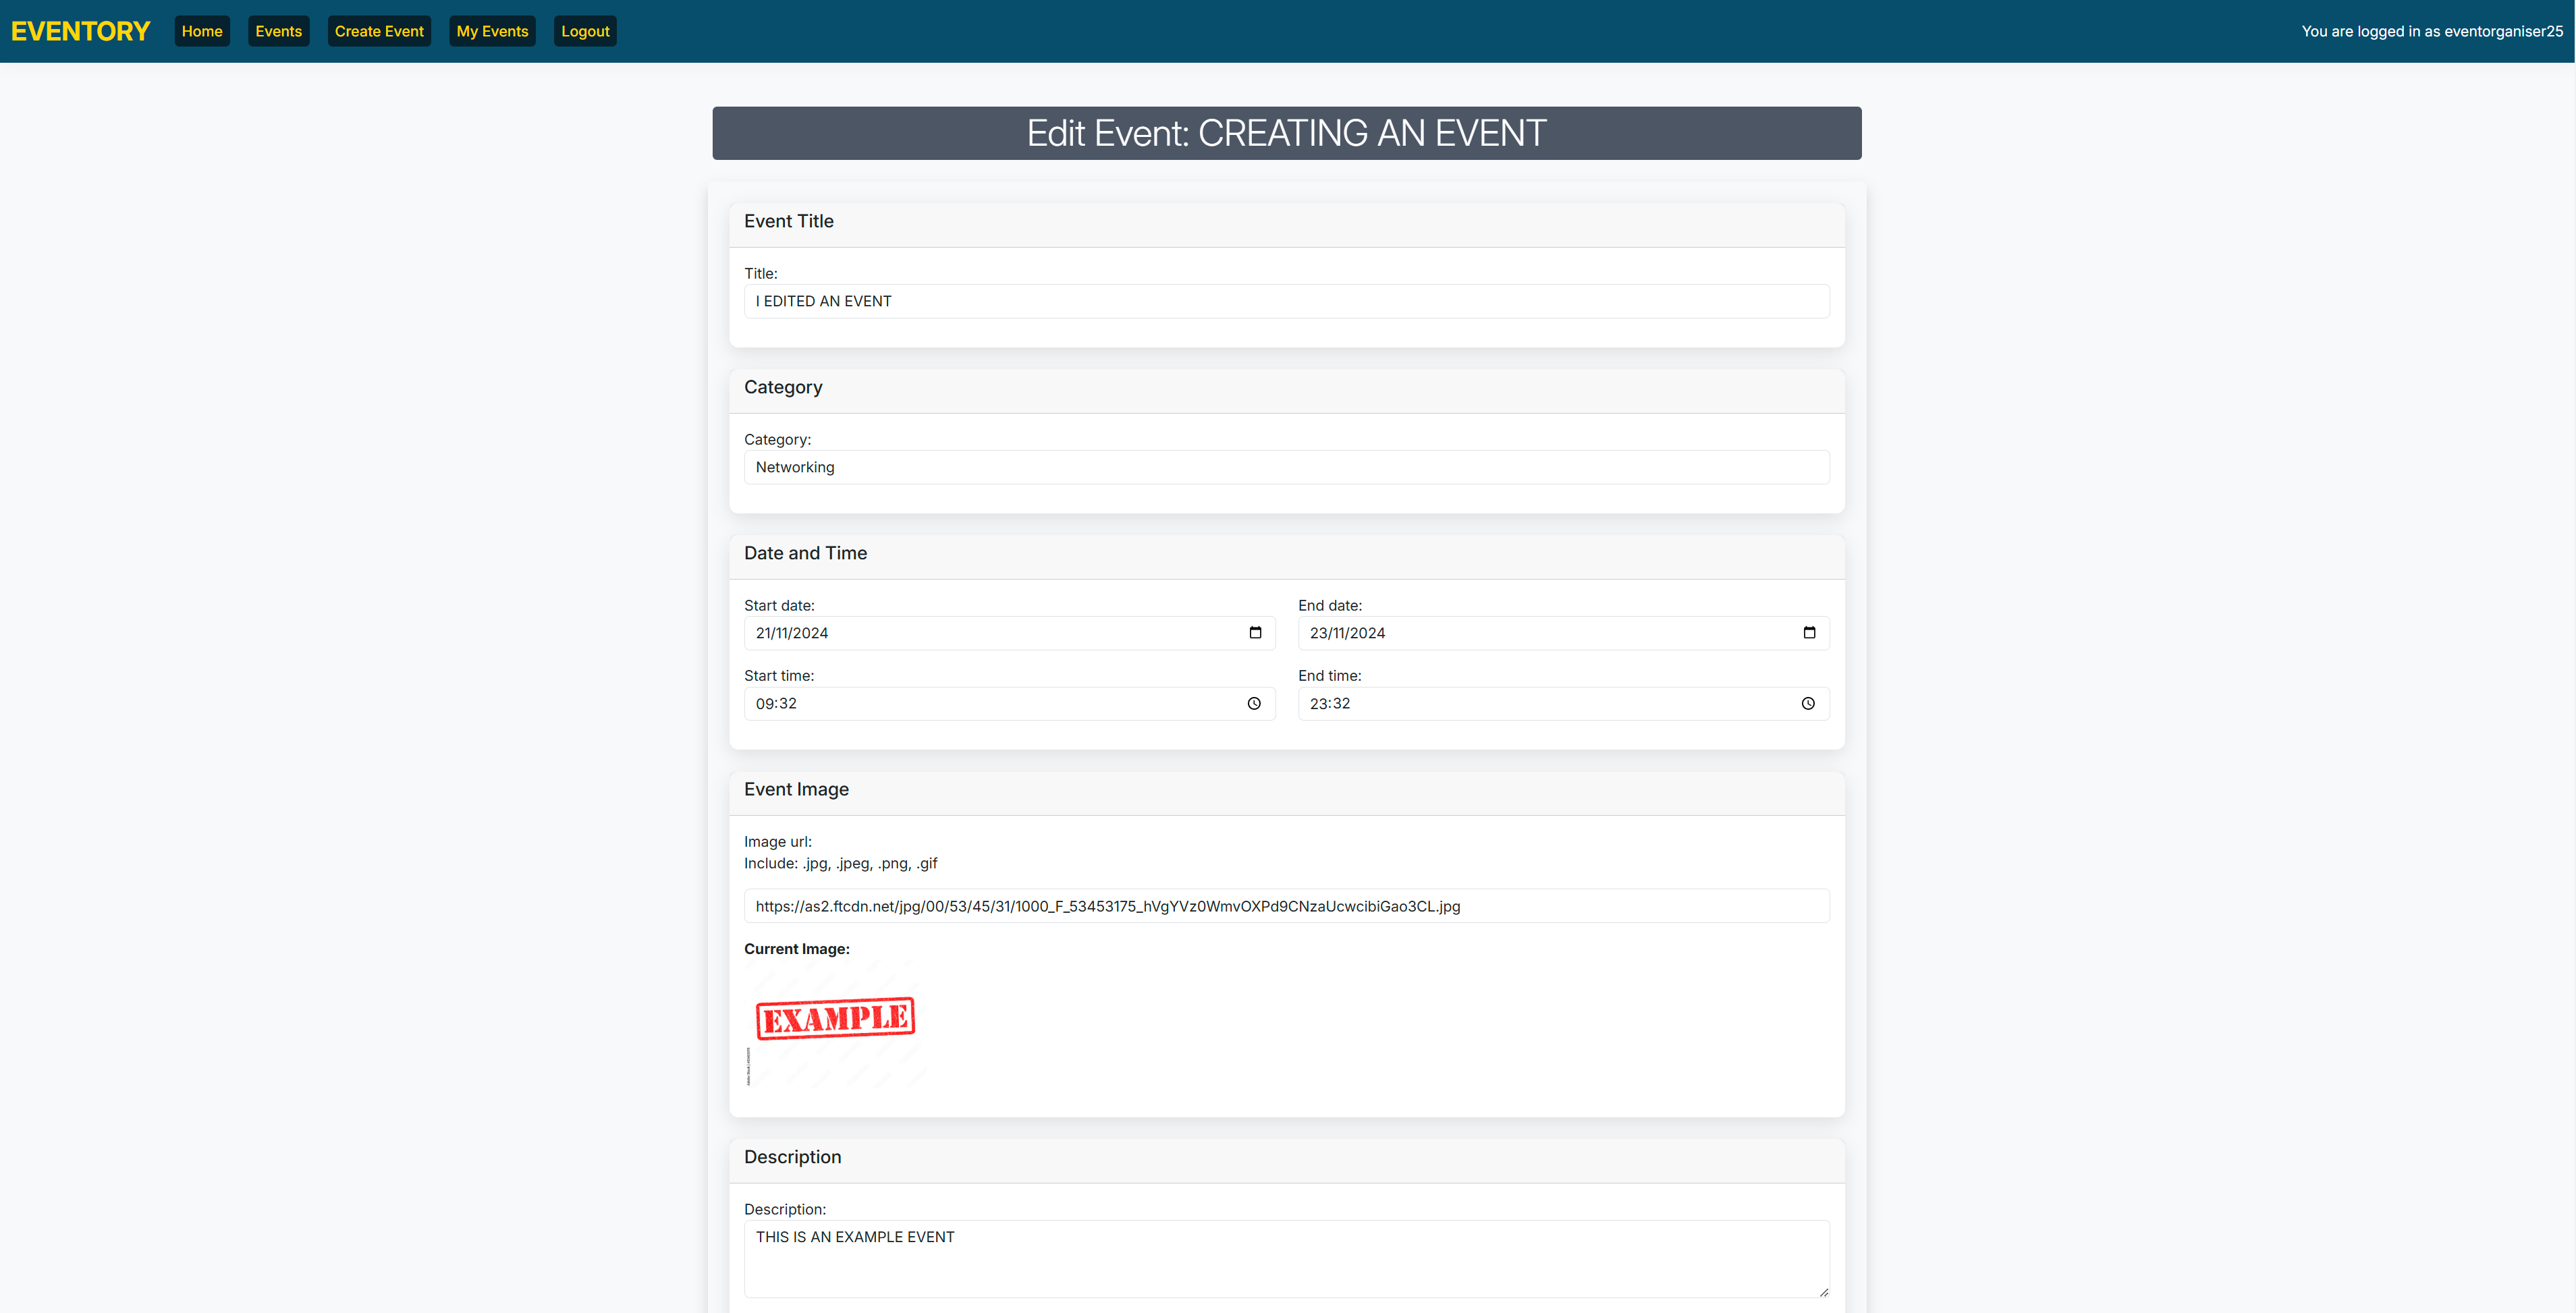 EVENTORY Home Events Create Event My Events Logout You are logged in as eventorganiser25
Edit Event: CREATING AN EVENT
Event Title
Title:
I EDITED AN EVENT
Category
Category:
Networking
Date and Time
Start date: End date:
21/11/2024 23/11/2024
Start time: End time:
09:32 23:32
Event Image
Image url:
Include: .jpg, .jpeg, .png, .gif
https://as2.ftcdn.net/jpg/00/53/45/31/1000_F_53453175_hVgYVz0WmvOXPd9CNzaUcwcibiGao3CL.jpg
Current Image:
EXAMPLE
Description
Description:
THIS IS AN EXAMPLE EVENT